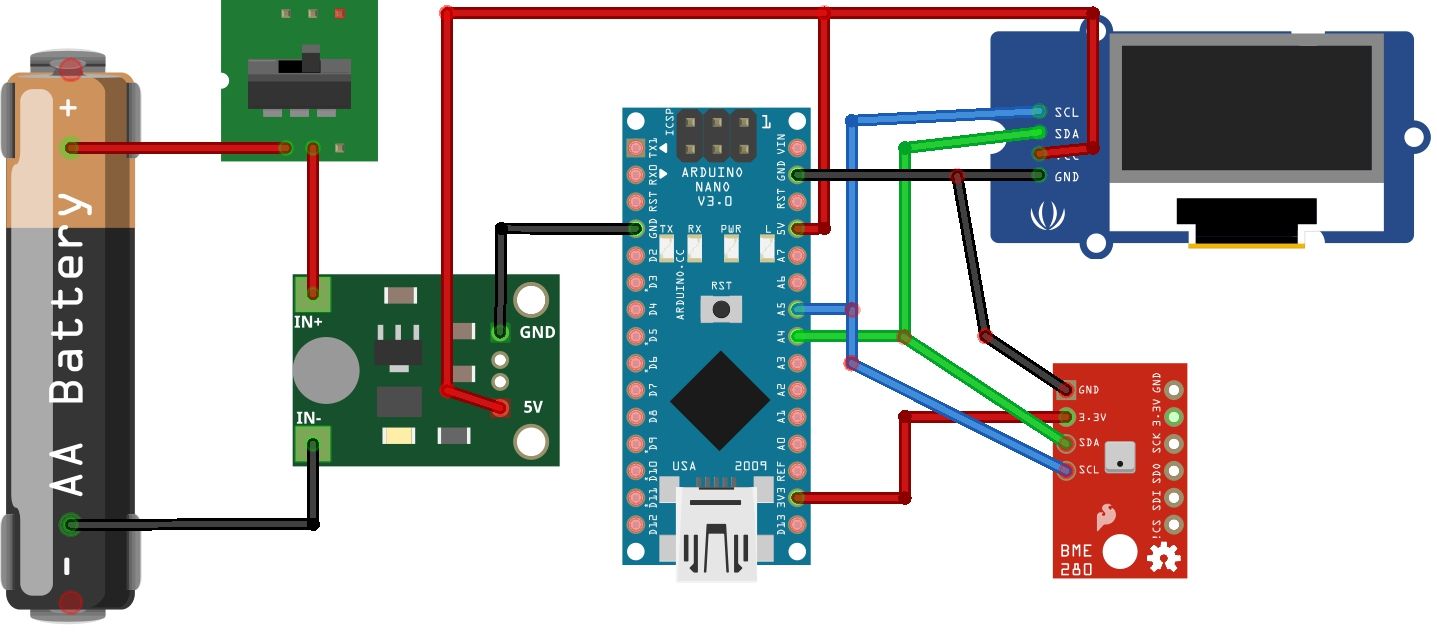 +
AA Battery
-
IN+
IN-
GND
5V
ICSP
1
ARDUINO
NANO
V3.0
TX RX PWR L
ARDUINO.CC
RST
USA 2009
TX1
RX0
RST
GND
D2
D3
D4
D5
D6
D7
D8
D9
D10
D11
D12
VIN
GND
RST
5V
A7
A6
A5
A4
A3
A2
A1
A0
REF
3V3
D13
SCL
SDA
GND
GND
3.3V
SDA
SCL
GND
3.3V
SCK
SDO
SDI
BME
280